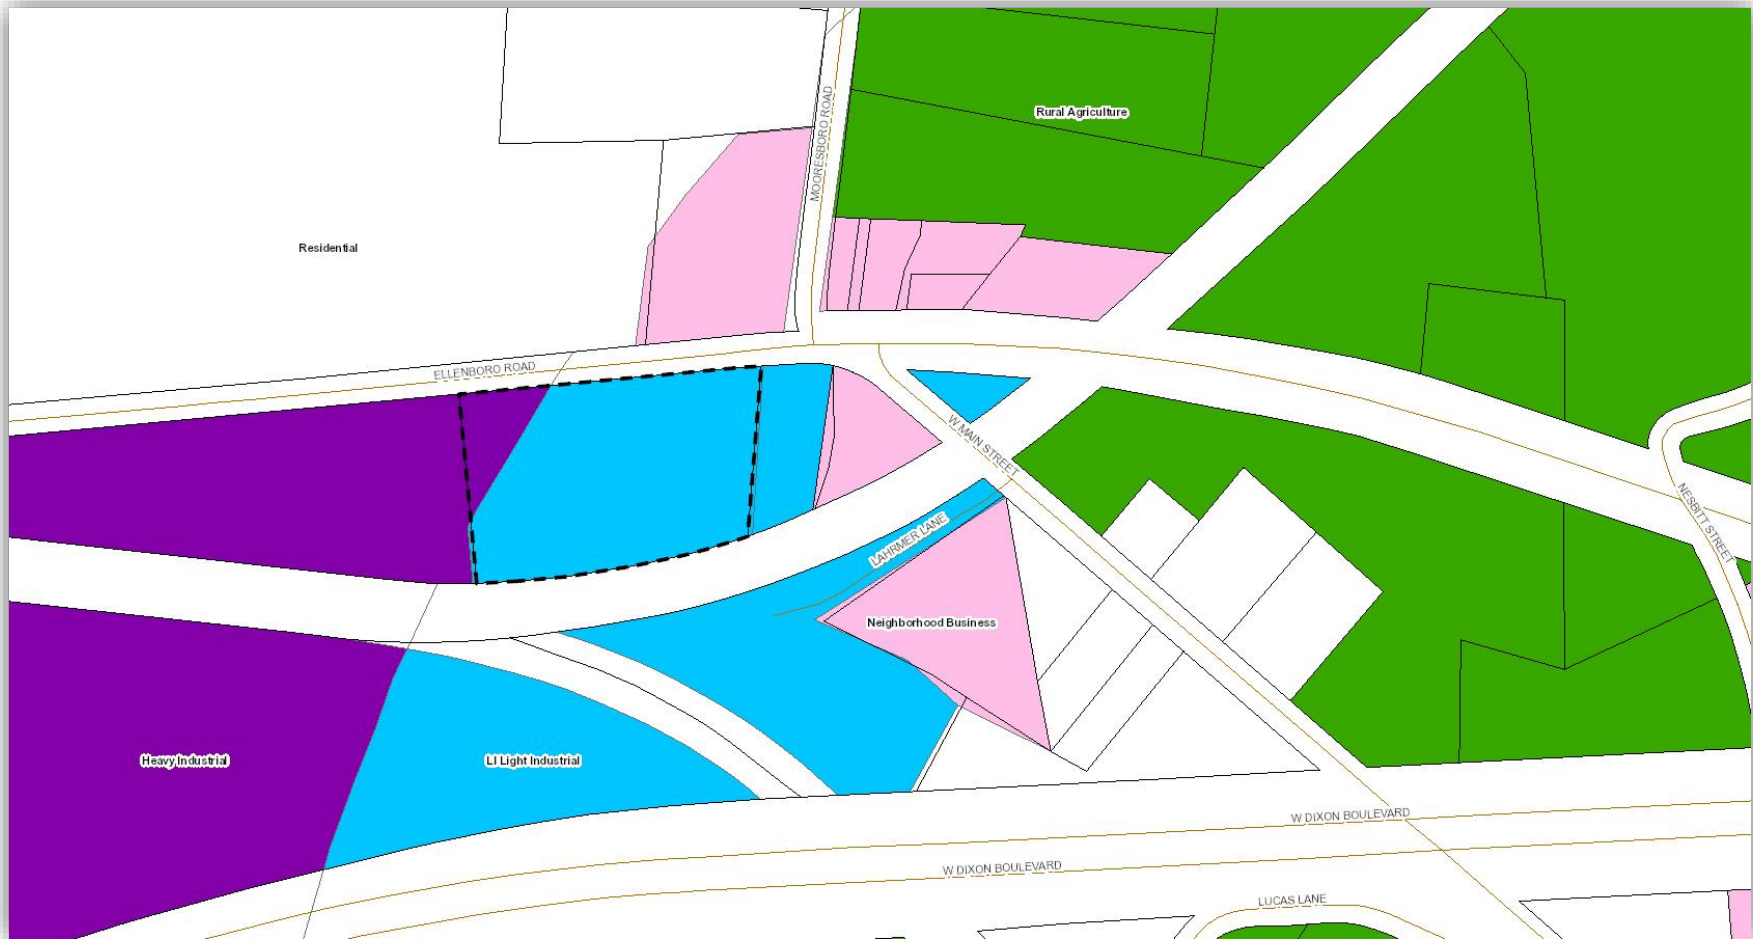 MOORESBORO ROAD
Rural Agriculture
Residential
ELLENBORO ROAD
W MAIN STREET
NESBITT STREET
LAHRMER LANE
Neighborhood Business
Heavy Industrial
LI Light Industrial
W DIXON BOULEVARD
W DIXON BOULEVARD
LUCAS LANE